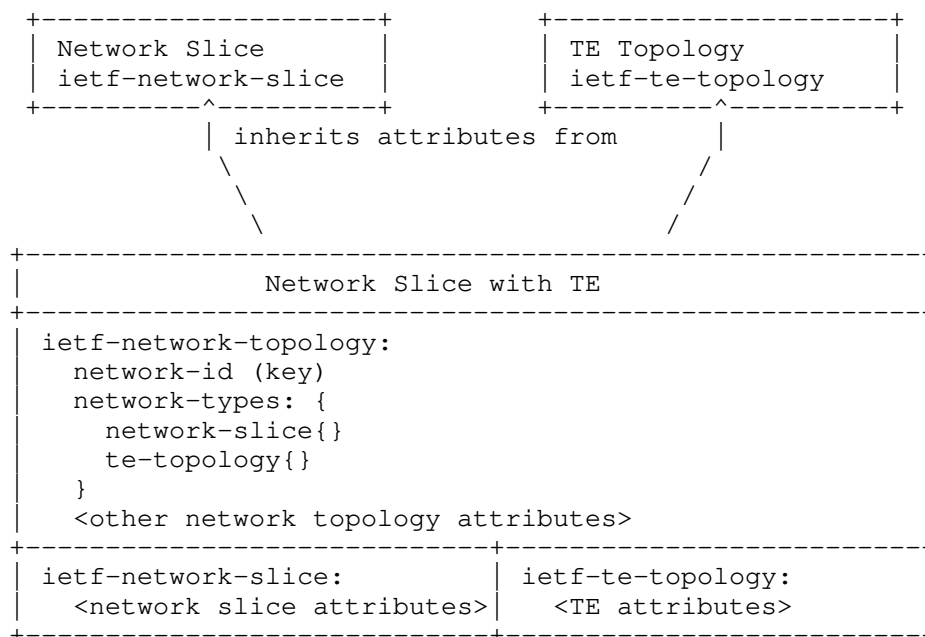 Network Slice TE Topology
ietf-network-slice ietf-te-topology
inherits attributes from
Network Slice with TE
ietf-network-topology:
network-id (key)
network-types: {
network-slice{}
te-topology{}
}
<other network topology attributes>
ietf-network-slice: ietf-te-topology:
<network slice attributes> <TE attributes>